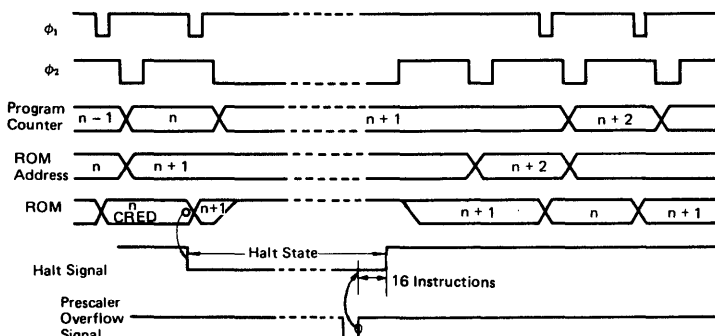 ϕ1
ϕ2
Program Counter
n − 1
n
n + 1
n + 2
ROM Address
n
n + 1
n + 2
ROM
n
CRED
n+1
n + 1
n
n + 1
Halt Signal
Halt State
16 Instructions
Prescaler
Overflow
Signal